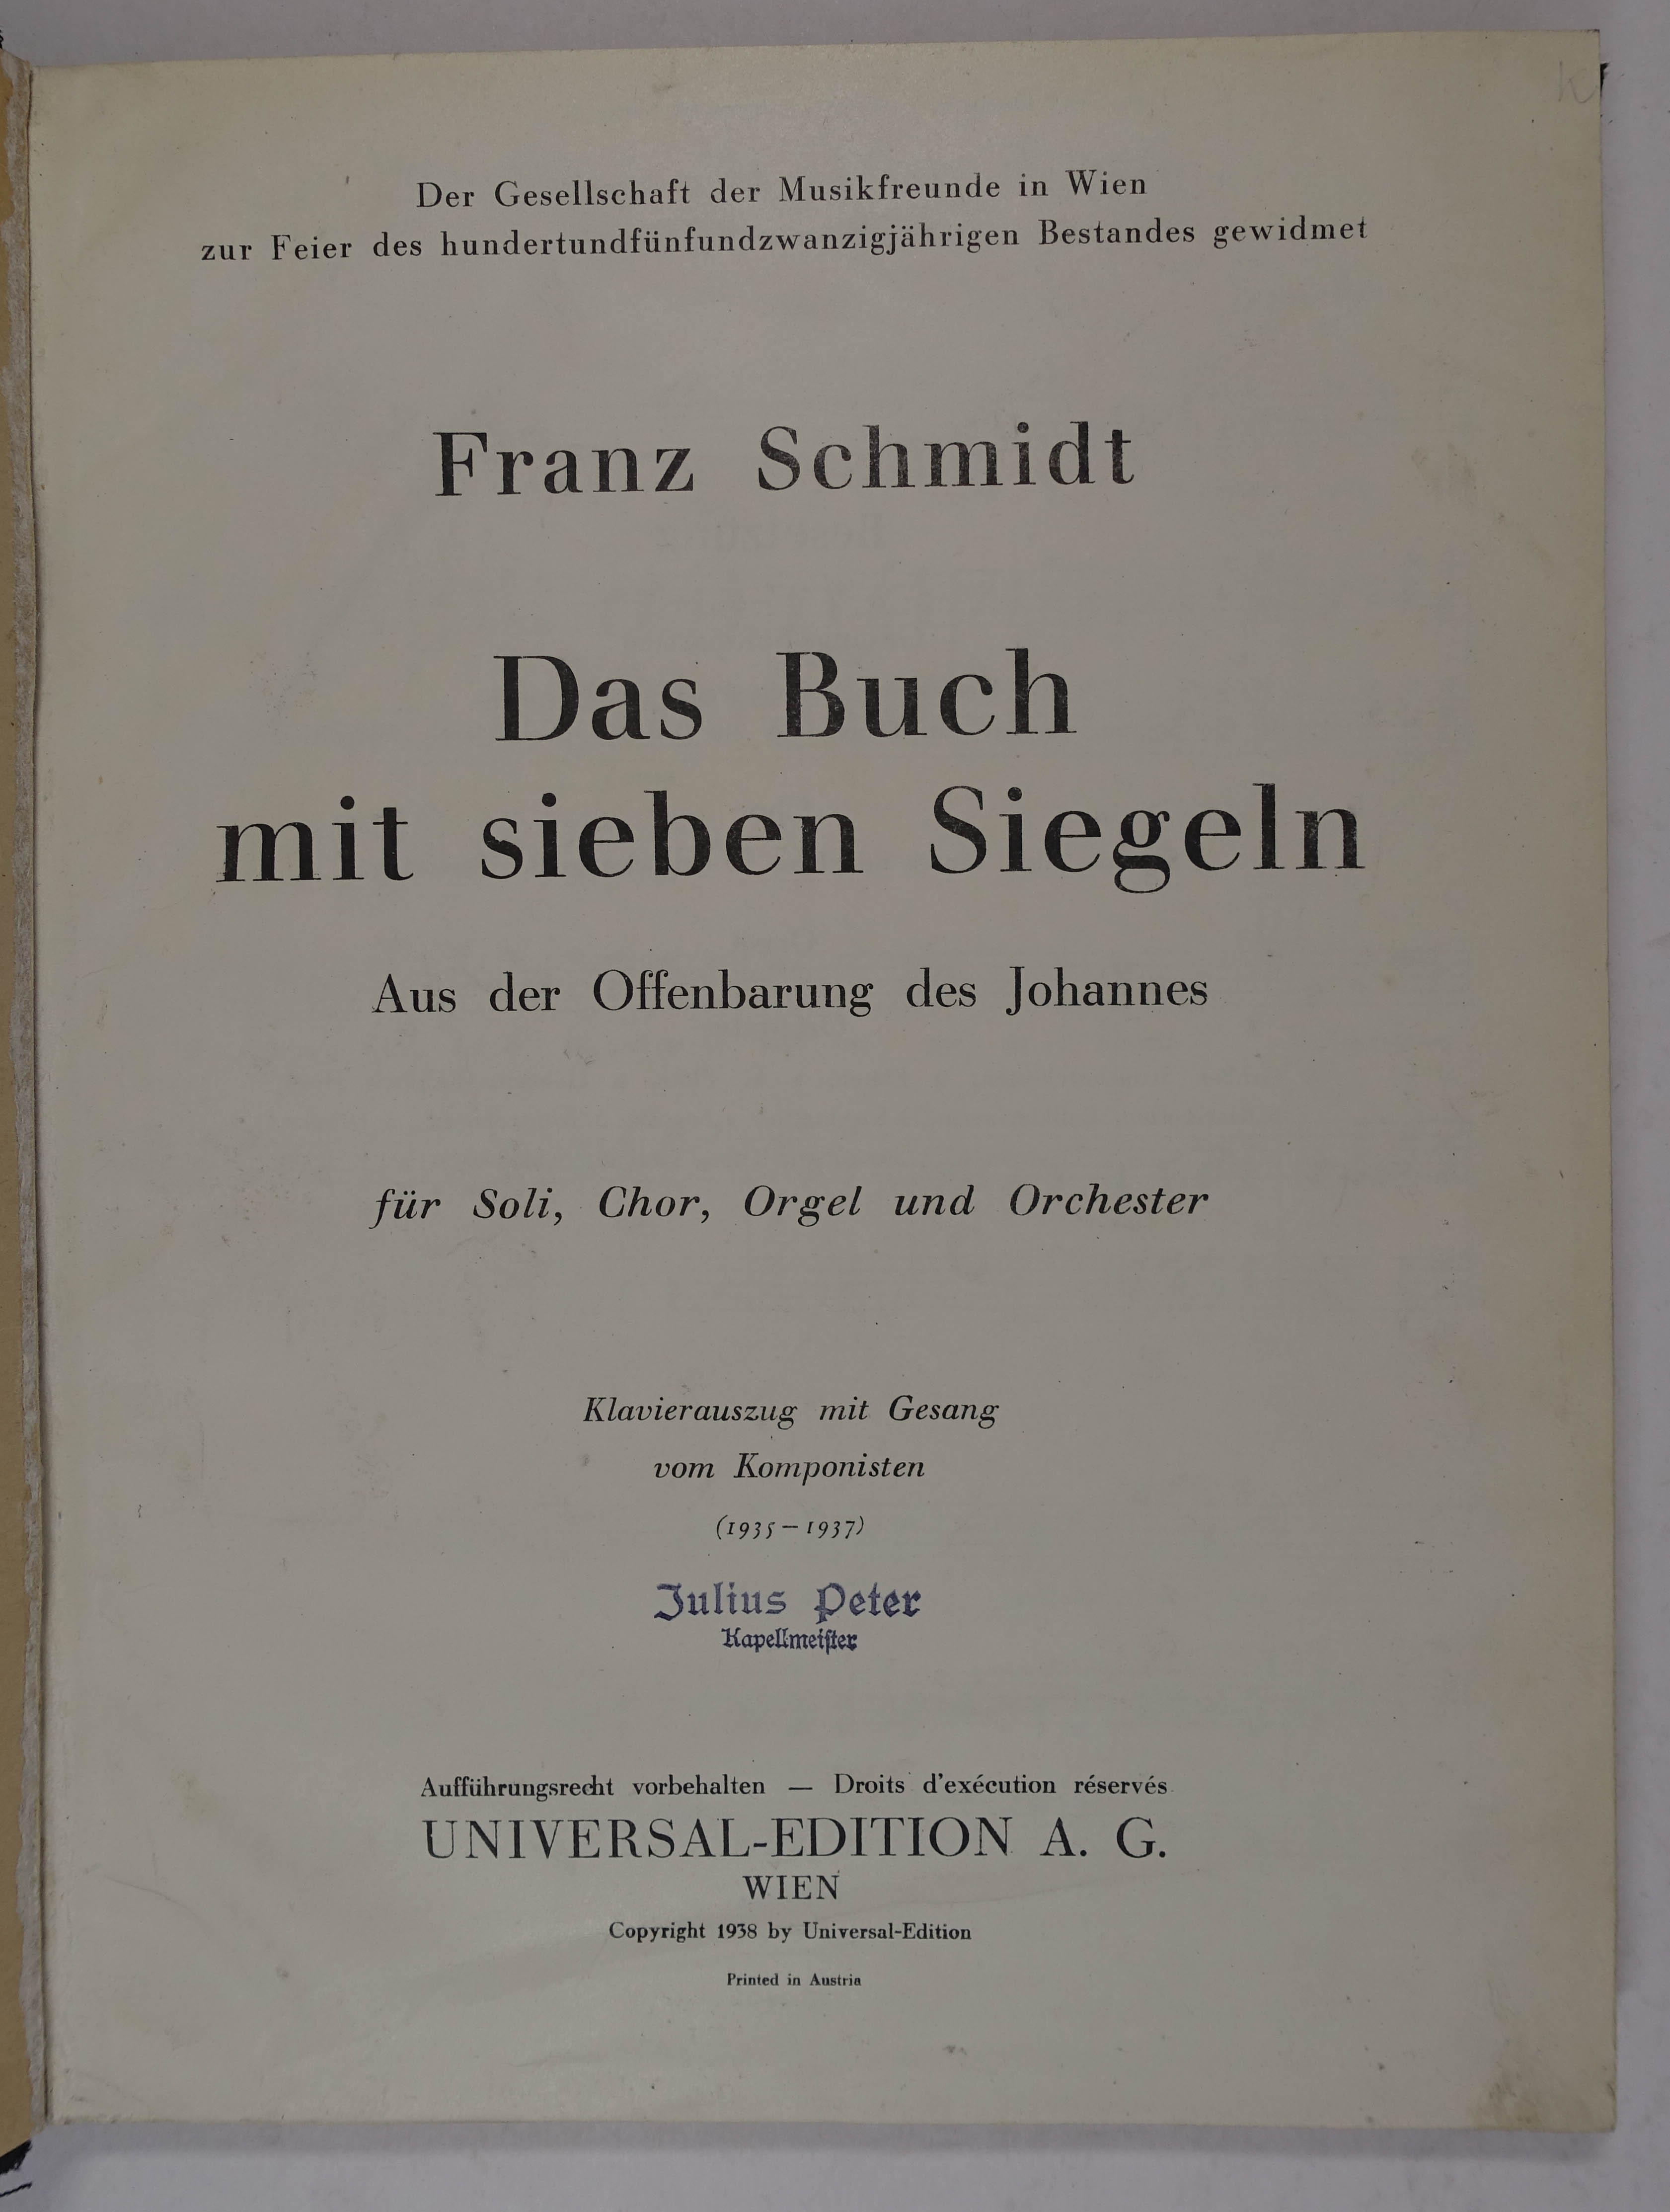 Der Gesellschaft der Musikfreunde in Wien
zur Feier des hundertundfünfundzwanzigjährigen Bestandes gewidmet
Franz Schmidt
Das Buch
mit sieben Siegeln
Aus der Offenbarung des Johannes
für Soli, Chor, Orgel und Orchester
Klavierauszug mit Gesang
vom Komponisten
(1935 — 1937)
Julius Peter
Kapellmeiſter
Aufführungsrecht vorbehalten — Droits d'exécution réservés
UNIVERSAL-EDITION A. G.
WIEN
Copyright 1938 by Universal-Edition
Printed in Austria